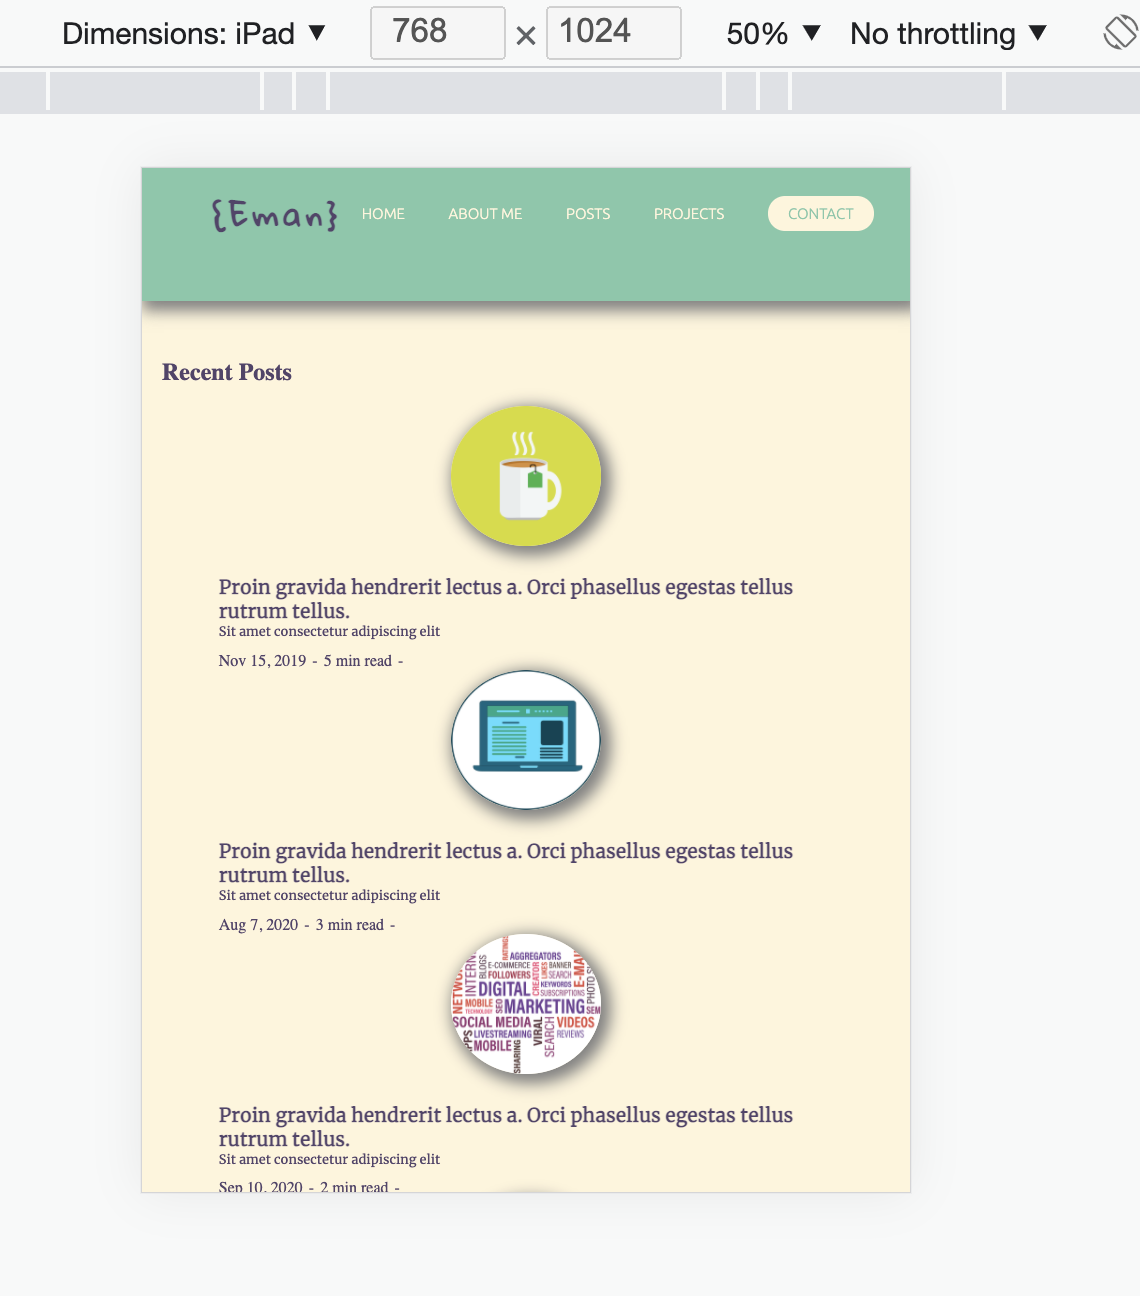 Dimensions: iPad ▼ 768 × 1024 50% ▼ No throttling ▼
{Eman} HOME ABOUT ME POSTS PROJECTS CONTACT
Recent Posts
Proin gravida hendrerit lectus a. Orci phasellus egestas tellus
rutrum tellus.
Sit amet consectetur adipiscing elit
Nov 15, 2019 - 5 min read -
Proin gravida hendrerit lectus a. Orci phasellus egestas tellus
rutrum tellus.
Sit amet consectetur adipiscing elit
Aug 7, 2020 - 3 min read -
AGGREGATORS
E-COMMERCE BANNER
FOLLOWERS SEARCH
BLOGS
CREATOR
LIKES
DIGITAL KEYWORDS
SUBSCRIPTIONS
MOBILE SEO MARKETING SEM
TECHNOLOGY
SOCIAL MEDIA VIDEOS
LIVESTREAMING VIRAL REVIEWS
MOBILE SEARCH
SHARING
Proin gravida hendrerit lectus a. Orci phasellus egestas tellus
rutrum tellus.
Sit amet consectetur adipiscing elit
Sep 10, 2020 - 2 min read -